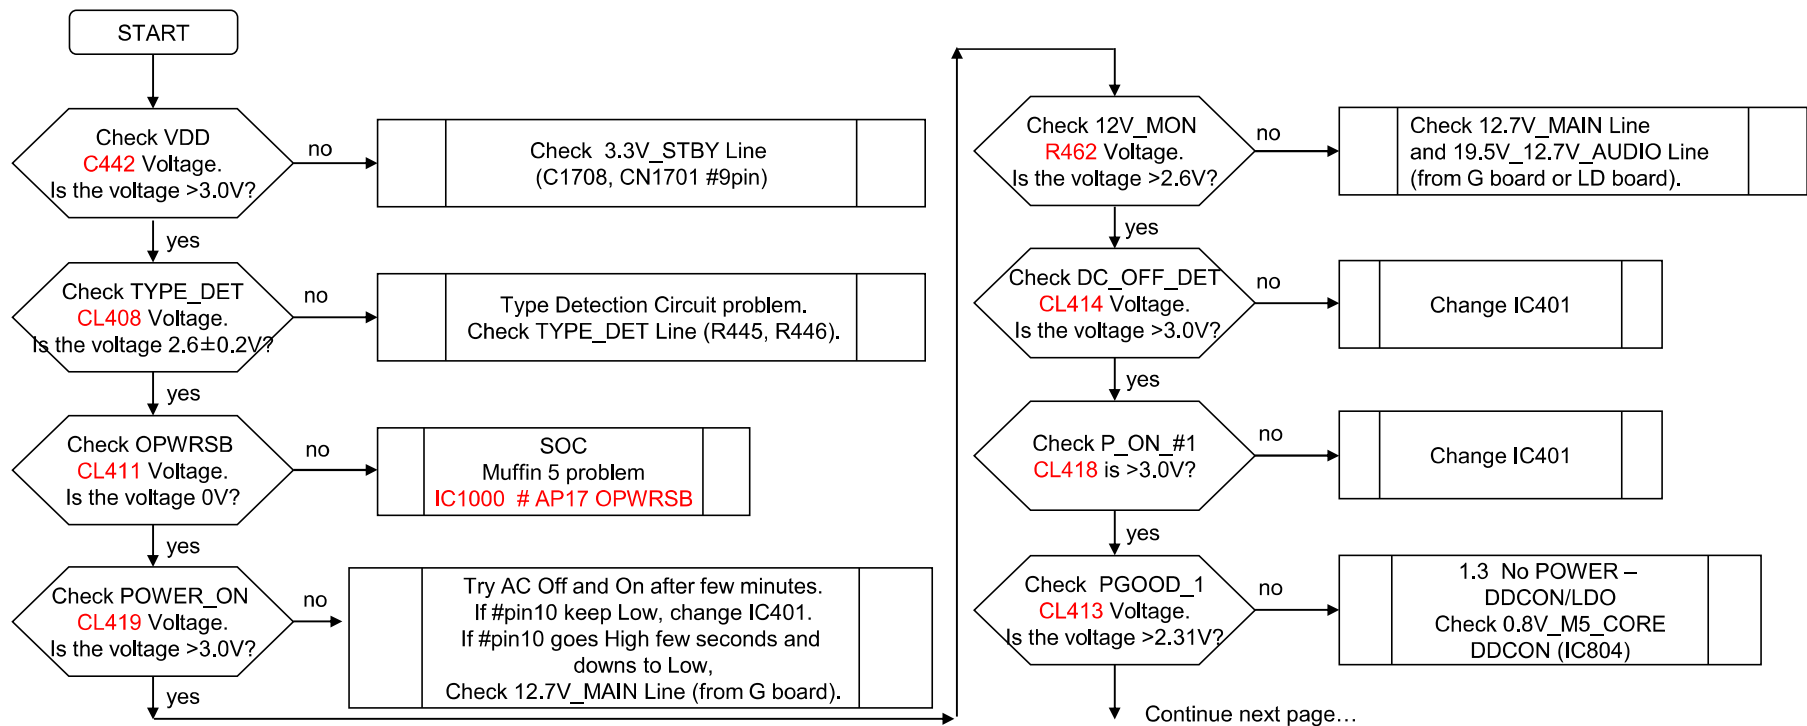 START
Check VDD
C442 Voltage.
Is the voltage >3.0V?
no
Check  3.3V_STBY Line
(C1708, CN1701 #9pin)
yes
Check TYPE_DET
CL408 Voltage.
Is the voltage 2.6±0.2V?
no
Type Detection Circuit problem.
Check TYPE_DET Line (R445, R446).
yes
Check OPWRSB
CL411 Voltage.
Is the voltage 0V?
no
SOC
Muffin 5 problem
IC1000  # AP17 OPWRSB
yes
Check POWER_ON
CL419 Voltage.
Is the voltage >3.0V?
no
Try AC Off and On after few minutes.
If #pin10 keep Low, change IC401.
If #pin10 goes High few seconds and
downs to Low,
Check 12.7V_MAIN Line (from G board).
yes
Check 12V_MON
R462 Voltage.
Is the voltage >2.6V?
no
Check 12.7V_MAIN Line
and 19.5V_12.7V_AUDIO Line
(from G board or LD board).
yes
Check DC_OFF_DET
CL414 Voltage.
Is the voltage >3.0V?
no
Change IC401
yes
Check P_ON_#1
CL418 is >3.0V?
no
Change IC401
yes
Check  PGOOD_1
CL413 Voltage.
Is the voltage >2.31V?
no
1.3  No POWER –
DDCON/LDO
Check 0.8V_M5_CORE
DDCON (IC804)
yes
Continue next page…